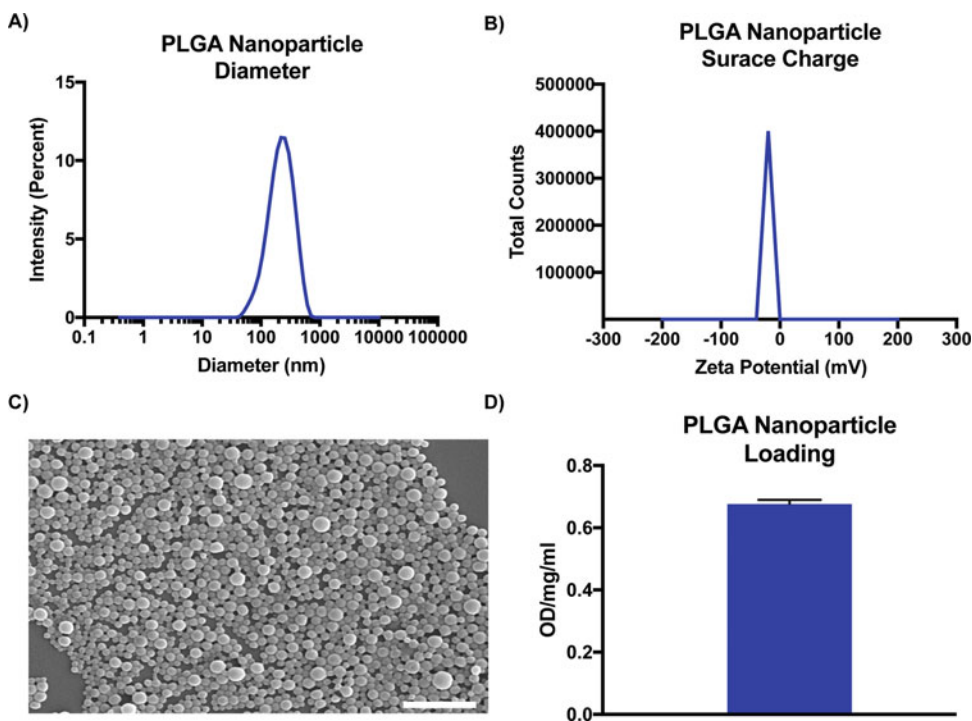 A)
PLGA Nanoparticle
Diameter
15
10
5
0
Intensity (Percent)
0.1 1 10 100 1000 10000 100000
Diameter (nm)
B)
PLGA Nanoparticle
Surace Charge
500000
400000
300000
200000
100000
Total Counts
-300 -200 -100 0 100 200 300
Zeta Potential (mV)
C)
D)
PLGA Nanoparticle
Loading
0.8
0.6
0.4
0.2
0.0
OD/mg/ml